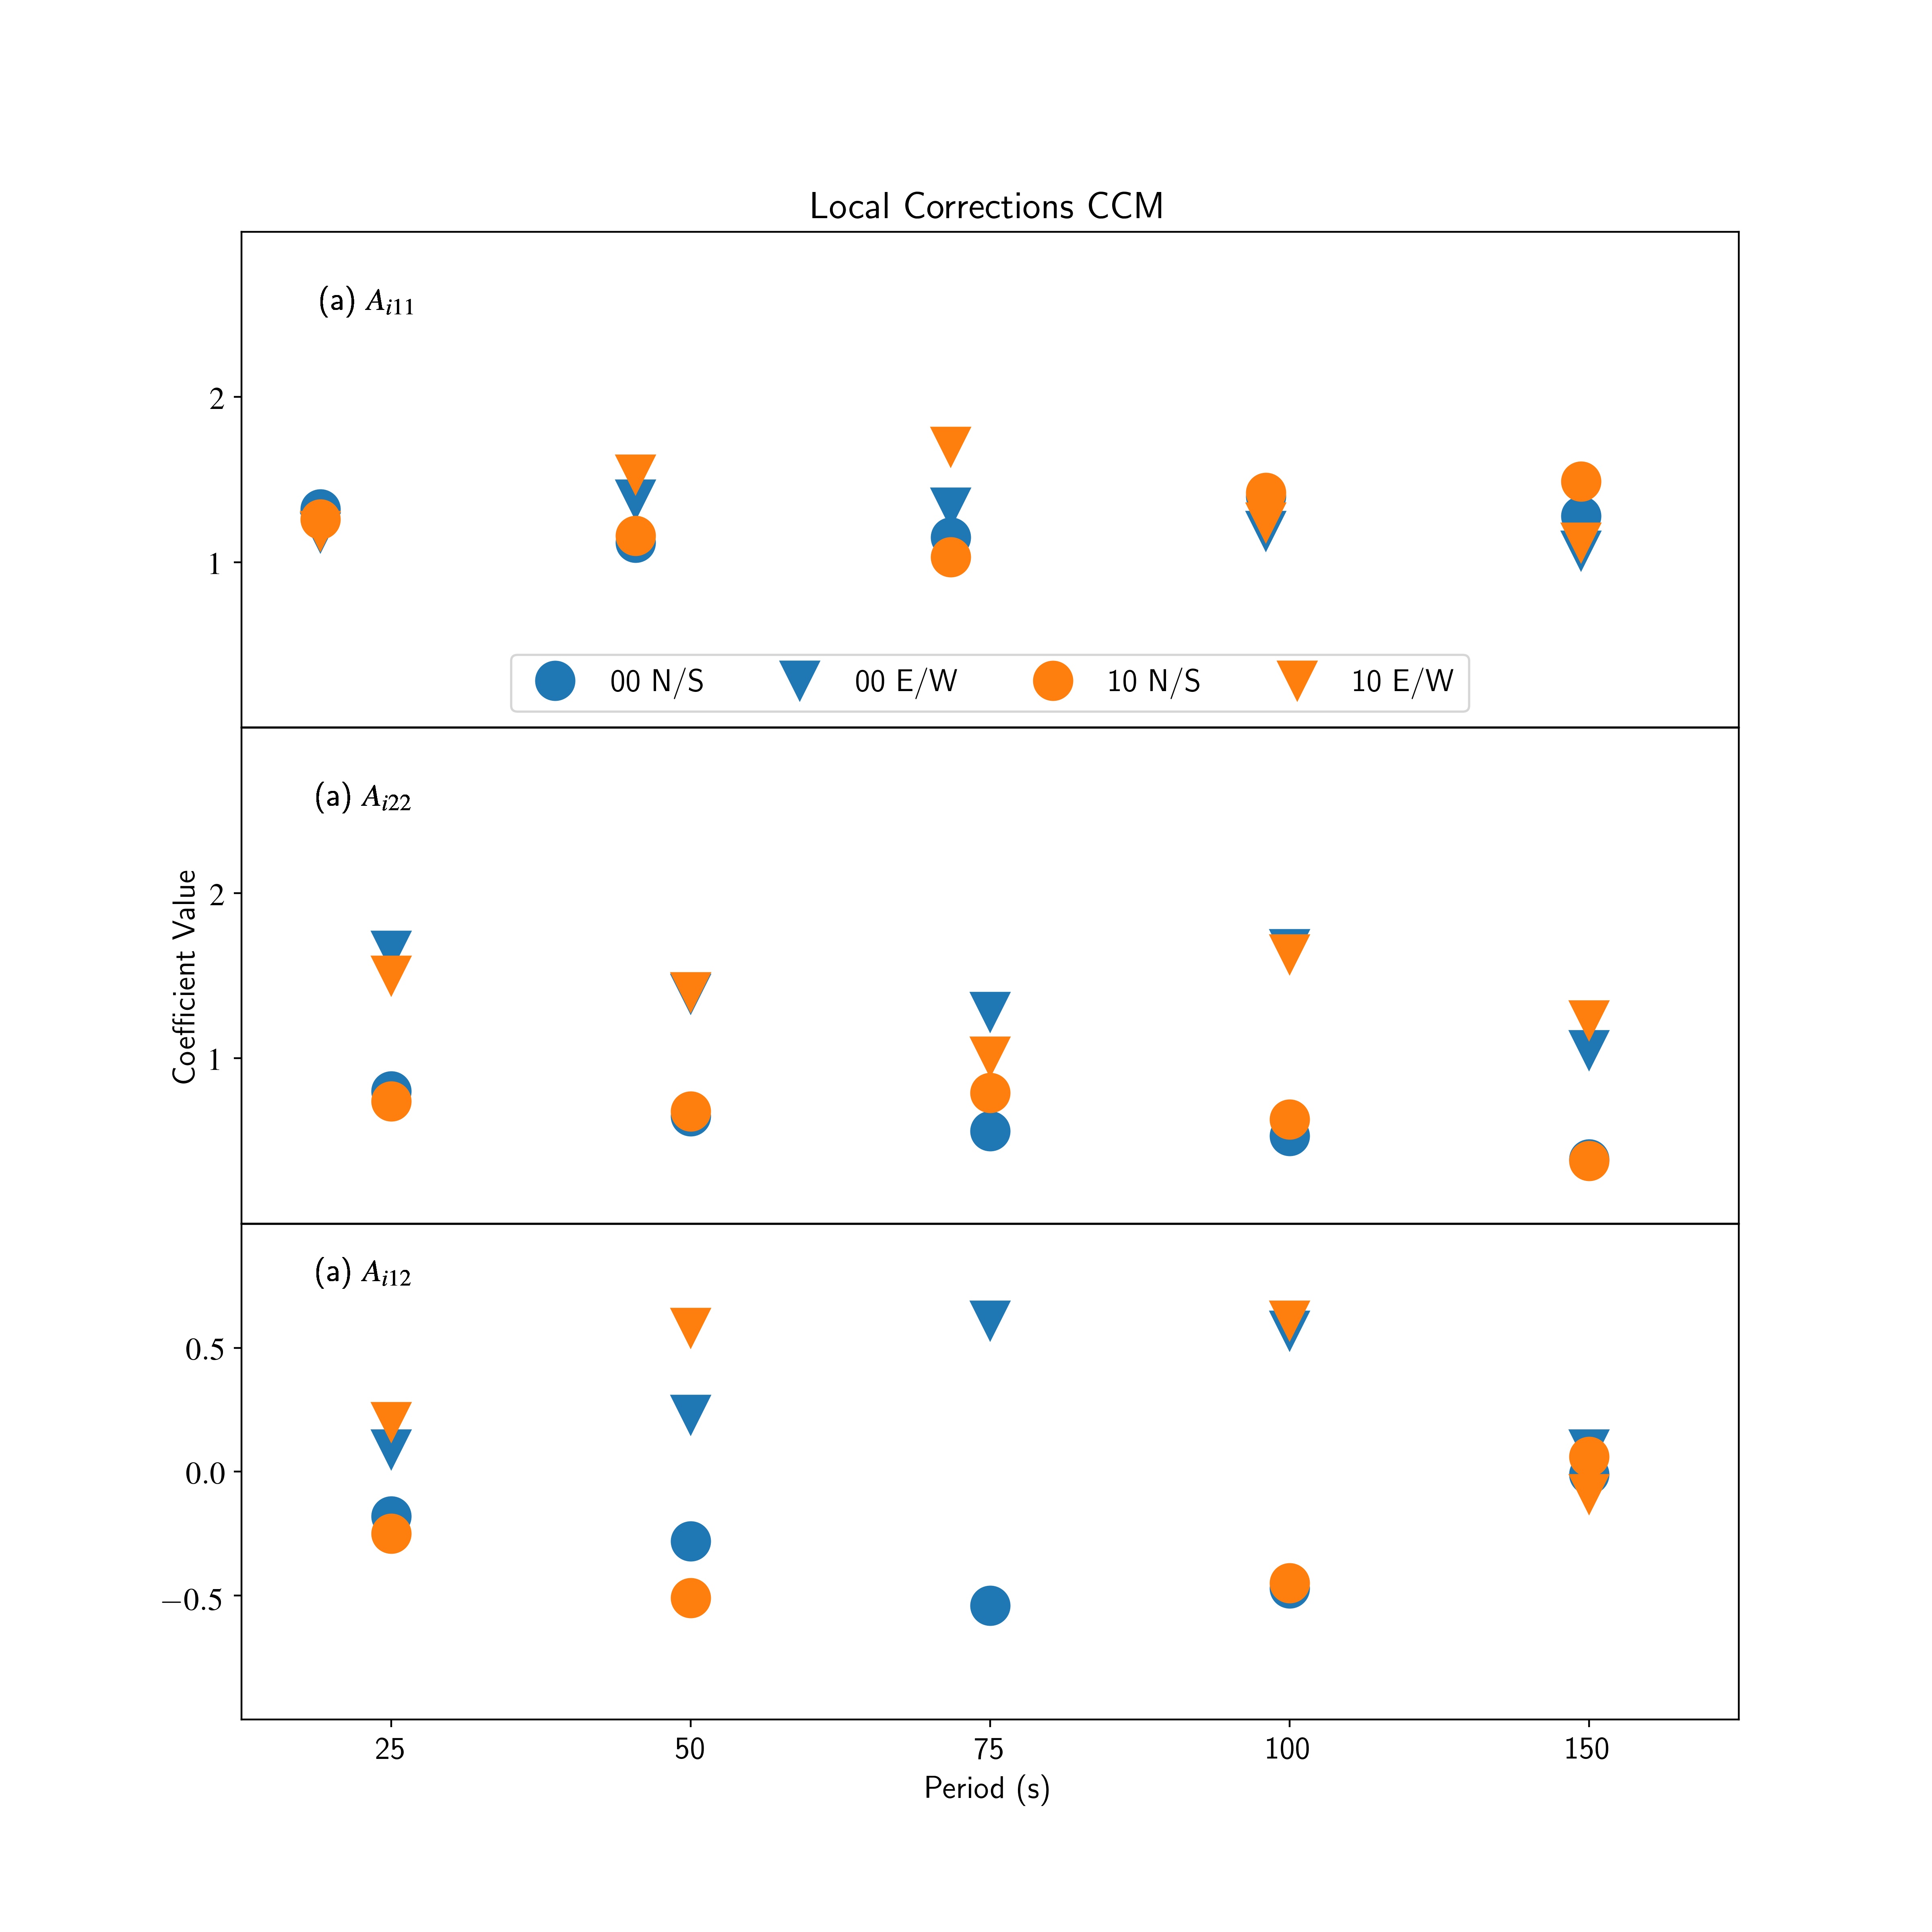 Local Corrections CCM
(a) A_{i11}
2
1
00 N/S 00 E/W 10 N/S 10 E/W
(a) A_{i22}
2
1
Coefficient Value
(a) A_{i12}
0.5
0.0
−0.5
25 50 75 100 150
Period (s)